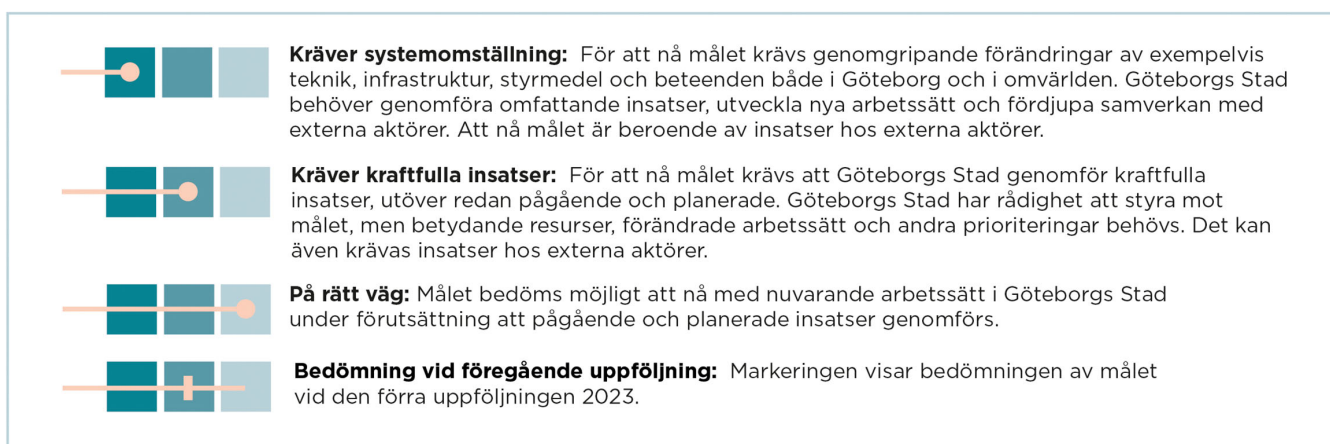 Kräver systemomställning: För att nå målet krävs genomgripande förändringar av exempelvis
teknik, infrastruktur, styrmedel och beteenden både i Göteborg och i omvärlden. Göteborgs Stad
behöver genomföra omfattande insatser, utveckla nya arbetssätt och fördjupa samverkan med
externa aktörer. Att nå målet är beroende av insatser hos externa aktörer.
Kräver kraftfulla insatser: För att nå målet krävs att Göteborgs Stad genomför kraftfulla
insatser, utöver redan pågående och planerade. Göteborgs Stad har rådighet att styra mot
målet, men betydande resurser, förändrade arbetssätt och andra prioriteringar behövs. Det kan
även krävas insatser hos externa aktörer.
På rätt väg: Målet bedöms möjligt att nå med nuvarande arbetssätt i Göteborgs Stad
under förutsättning att pågående och planerade insatser genomförs.
Bedömning vid föregående uppföljning: Markeringen visar bedömningen av målet
vid den förra uppföljningen 2023.